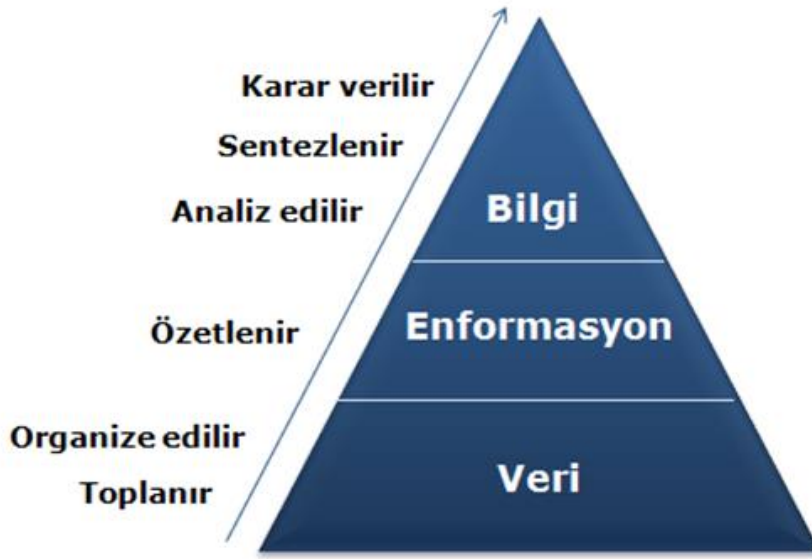 Karar verilir
Sentezlenir
Analiz edilir
Bilgi
Özetlenir
Enformasyon
Organize edilir
Toplanır
Veri